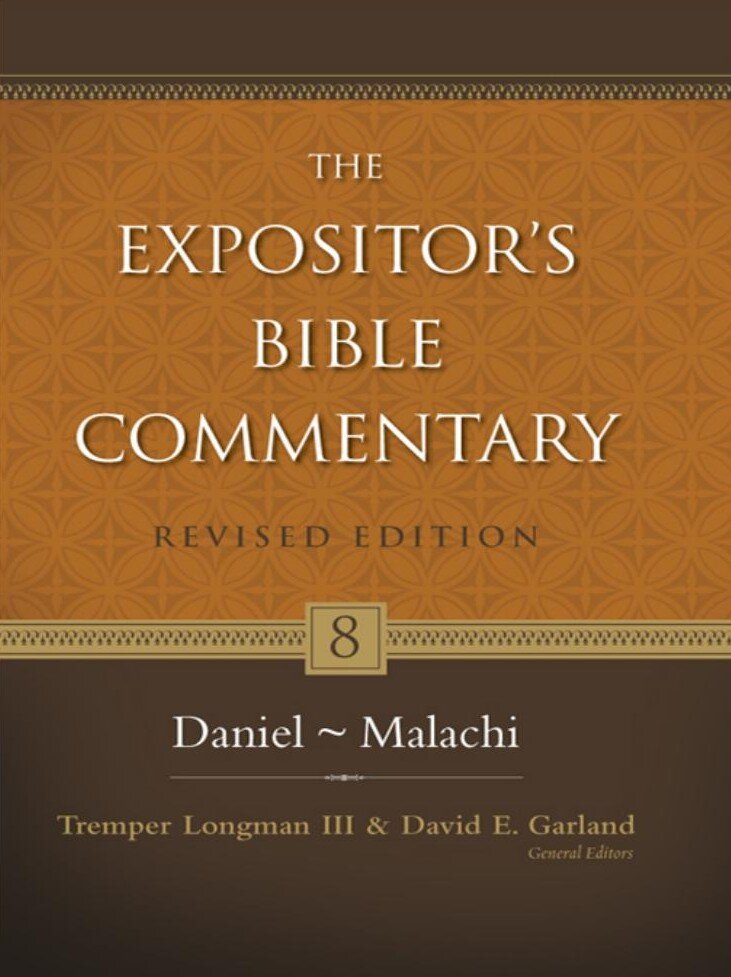 THE
EXPOSITOR'S
BIBLE
COMMENTARY
REVISED EDITION
8
Daniel ~ Malachi
Tremper Longman III & David E. Garland
General Editors